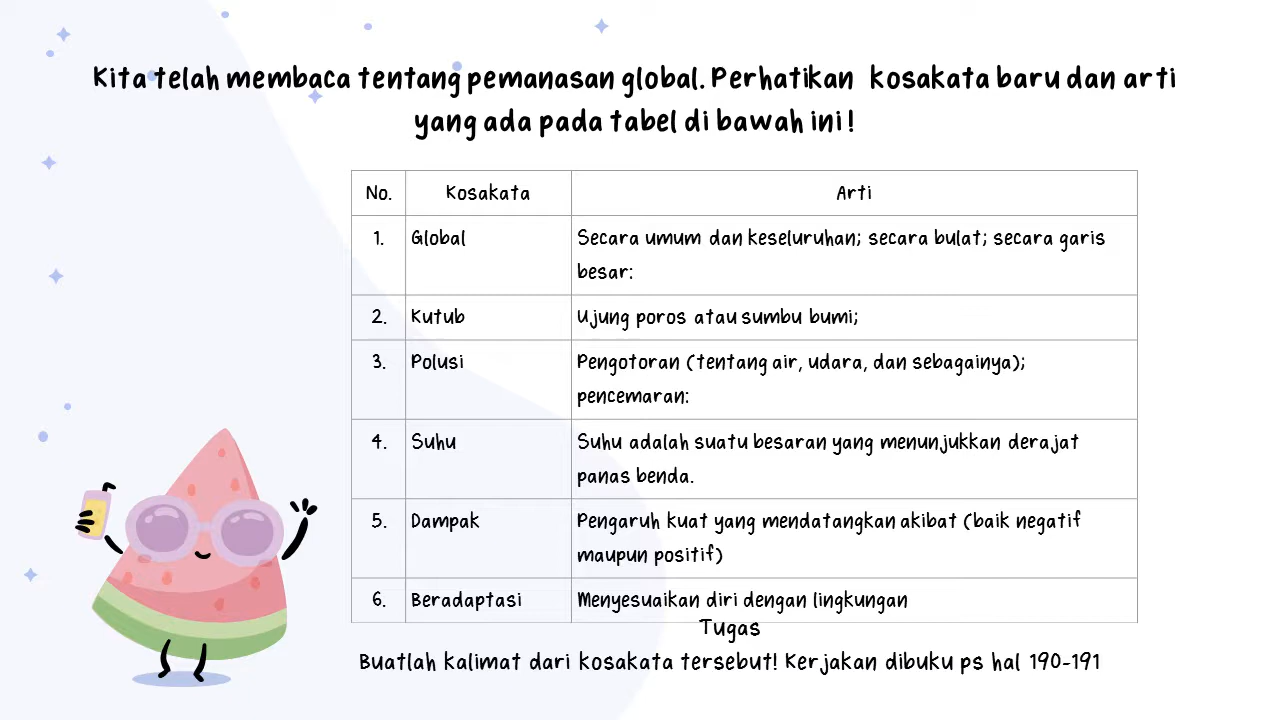 Kita telah membaca tentang pemanasan global. Perhatikan kosakata baru dan arti
yang ada pada tabel di bawah ini !
No. Kosakata Arti
1. Global Secara umum dan keseluruhan; secara bulat; secara garis
besar:
2. Kutub Ujung poros atau sumbu bumi;
3. Polusi Pengotoran (tentang air, udara, dan sebagainya);
pencemaran:
4. Suhu Suhu adalah suatu besaran yang menunjukkan derajat
panas benda.
5. Dampak Pengaruh kuat yang mendatangkan akibat (baik negatif
maupun positif)
6. Beradaptasi Menyesuaikan diri dengan lingkungan
Tugas
Buatlah kalimat dari kosakata tersebut! Kerjakan dibuku ps hal 190-191